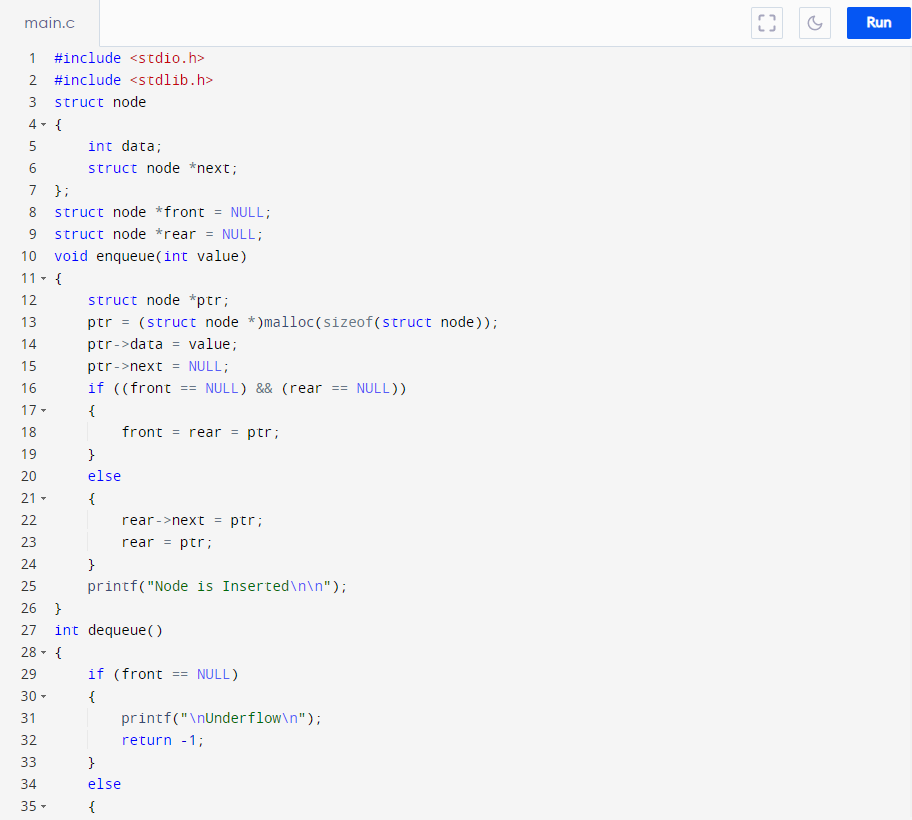 main.c
Run
1 #include <stdio.h>
2 #include <stdlib.h>
3 struct node
4 {
5     int data;
6     struct node *next;
7 };
8 struct node *front = NULL;
9 struct node *rear = NULL;
10 void enqueue(int value)
11 {
12     struct node *ptr;
13     ptr = (struct node *)malloc(sizeof(struct node));
14     ptr->data = value;
15     ptr->next = NULL;
16     if ((front == NULL) && (rear == NULL))
17     {
18         front = rear = ptr;
19     }
20     else
21     {
22         rear->next = ptr;
23         rear = ptr;
24     }
25     printf("Node is Inserted\n\n");
26 }
27 int dequeue()
28 {
29     if (front == NULL)
30     {
31         printf("\nUnderflow\n");
32         return -1;
33     }
34     else
35     {